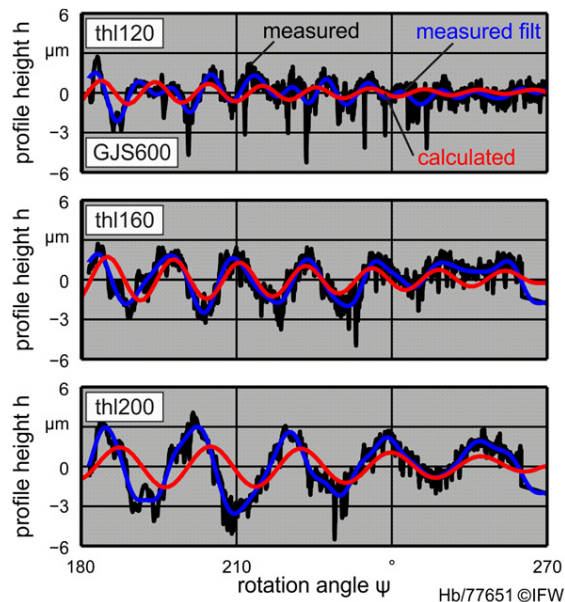 6
thl120
measured
measured filt
µm
profile height h
0
−3
GJS600
calculated
−6
6
thl160
µm
profile height h
0
−3
−6
6
thl200
µm
profile height h
0
−3
−6
180
210
°
270
rotation angle ψ
Hb/77651 ©IFW